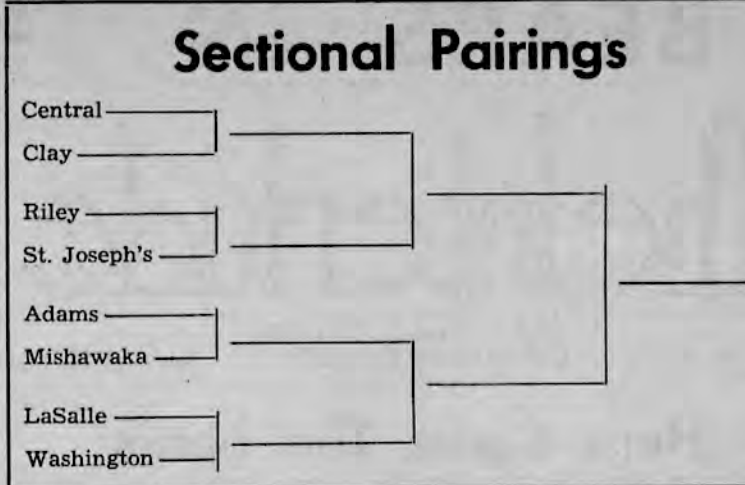 Sectional Pairings
Central
Clay
Riley
St. Joseph's
Adams
Mishawaka
LaSalle
Washington